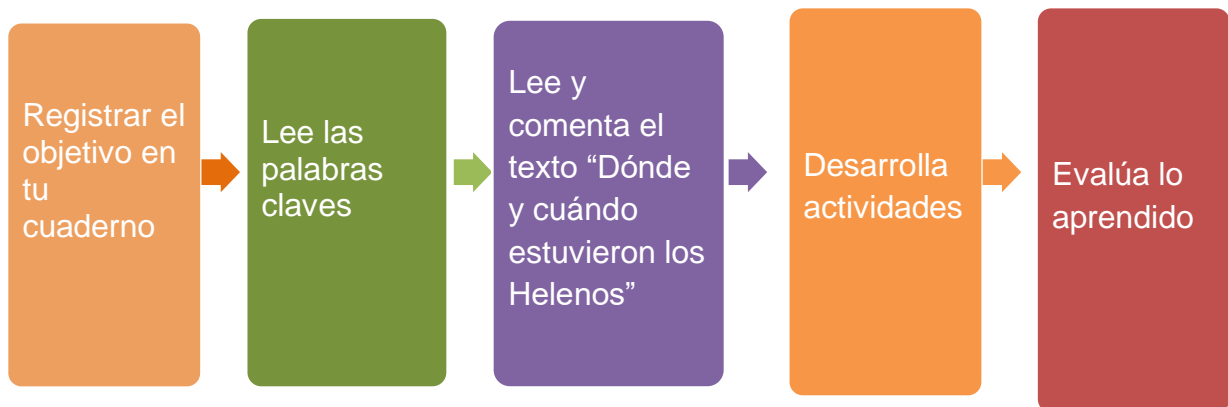 Registrar el
objetivo en
tu
cuaderno
Lee las
palabras
claves
Lee y
comenta el
texto “Dónde
y cuándo
estuvieron los
Helenos”
Desarrolla
actividades
Evalúa lo
aprendido